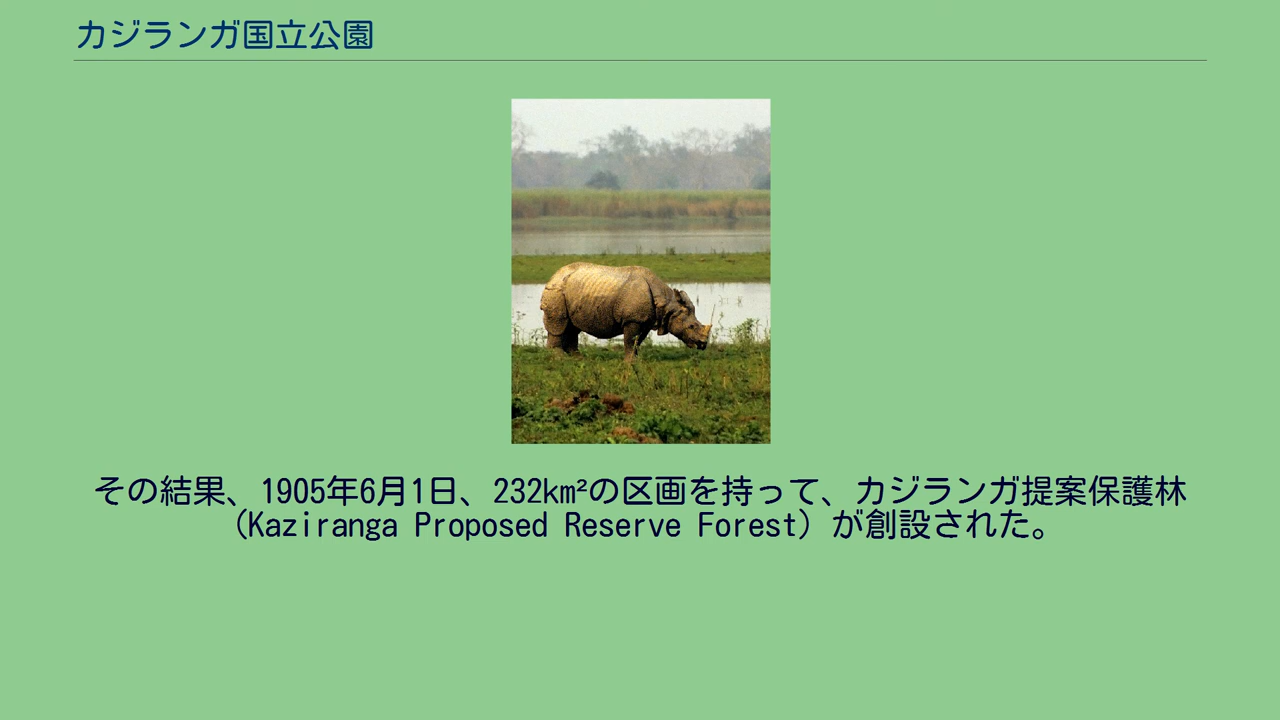 カジランガ国立公園
その結果、1905年6月1日、232km²の区画を持って、カジランガ提案保護林
（Kaziranga Proposed Reserve Forest）が創設された。